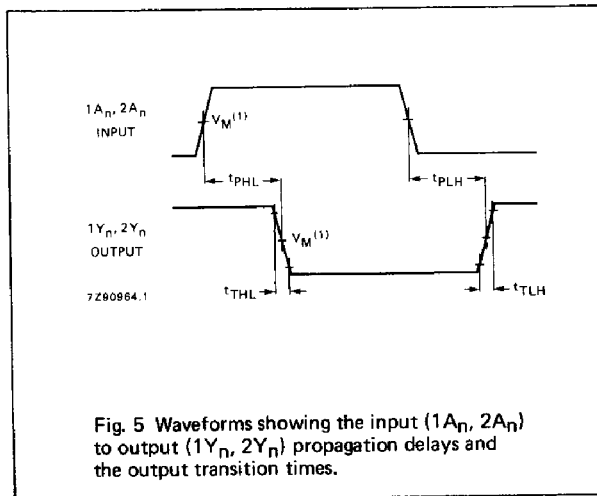 1An, 2An
INPUT
VM(1)
tPHL
tPLH
1Yn, 2Yn
OUTPUT
VM(1)
7Z90964.1
tTHL
tTLH
Fig. 5 Waveforms showing the input (1An, 2An)
to output (1Yn, 2Yn) propagation delays and
the output transition times.